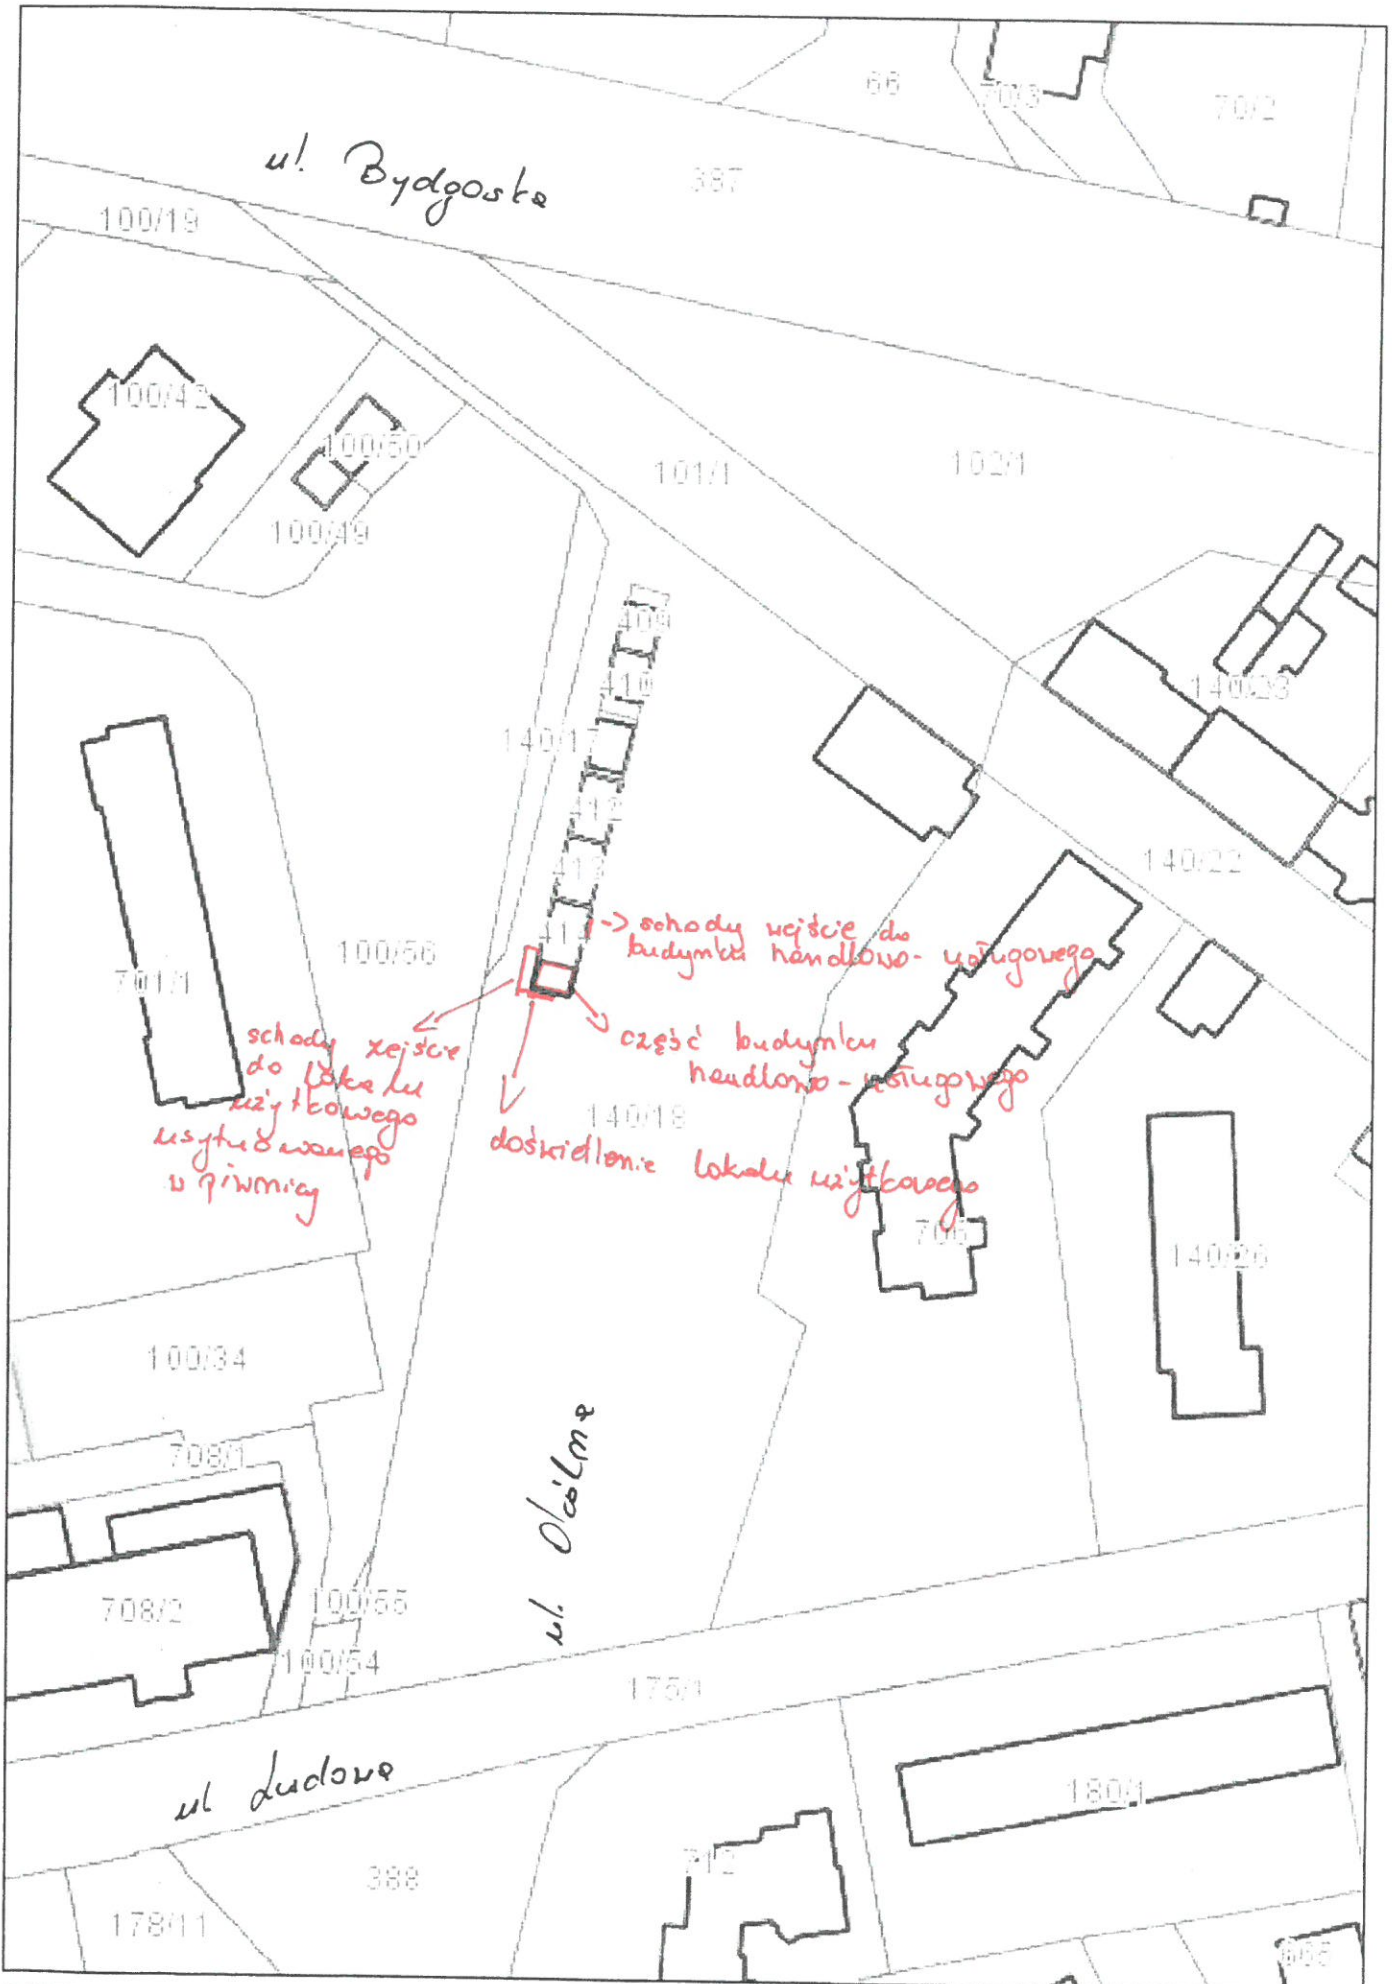 66
70/3
70/2
387
ul. Bydgoska
100/19
100/42
100/50
100/49
101/1
102/1
409
410
140/33
140/17
412
413
140/22
414
100/56
701/1
-> schody wejście do
budynku handlowo-usługowego
schody zejście
do lokalu
użytkowego
usytuowanego
w piwnicy
część budynku
handlowo-usługowego
140/18
doświetlenie lokalu użytkowego
706
140/26
100/34
708/1
ul. Okólna
708/2
100/55
100/54
175/1
ul Ludowa
180/1
712
388
178/11